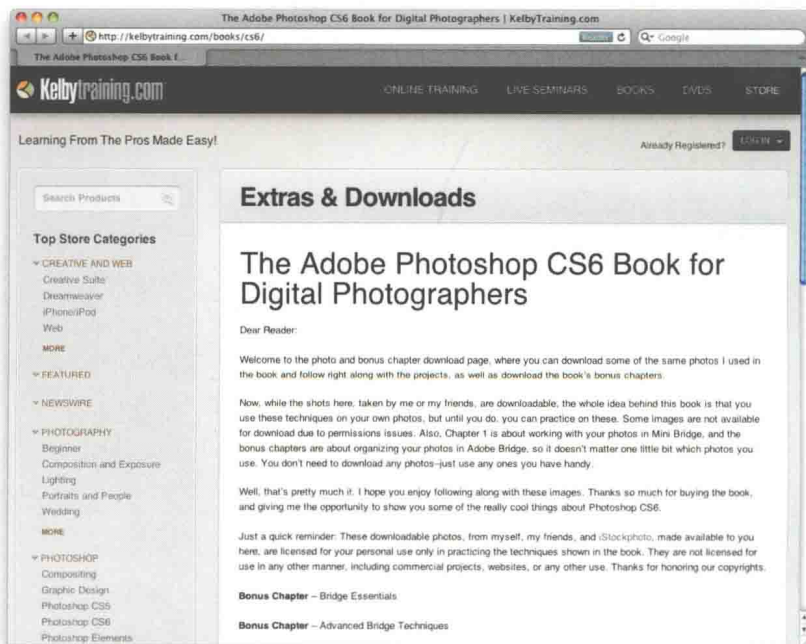 The Adobe Photoshop CS6 Book for Digital Photographers | KelbyTraining.com
http://kelbytraining.com/books/cs6/
Reader
Google
The Adobe Photoshop CS6 Book f...
Kelbytraining.com
ONLINE TRAINING LIVE SEMINARS BOOKS DVDS STORE
Learning From The Pros Made Easy!
Already Registered? LOG IN
Search Products
Top Store Categories
CREATIVE AND WEB
Creative Suite
Dreamweaver
iPhone/iPod
Web
MORE
FEATURED
NEWSWIRE
PHOTOGRAPHY
Beginner
Composition and Exposure
Lighting
Portraits and People
Wedding
MORE
PHOTOSHOP
Compositing
Graphic Design
Photoshop CS5
Photoshop CS6
Photoshop Elements
Extras & Downloads
The Adobe Photoshop CS6 Book for
Digital Photographers
Dear Reader:
Welcome to the photo and bonus chapter download page, where you can download some of the same photos I used in
the book and follow right along with the projects, as well as download the book's bonus chapters.
Now, while the shots here, taken by me or my friends, are downloadable, the whole idea behind this book is that you
use these techniques on your own photos, but until you do, you can practice on these. Some images are not available
for download due to permissions issues. Also, Chapter 1 is about working with your photos in Mini Bridge, and the
bonus chapters are about organizing your photos in Adobe Bridge, so it doesn't matter one little bit which photos you
use. You don't need to download any photos–just use any ones you have handy.
Well, that's pretty much it. I hope you enjoy following along with these images. Thanks so much for buying the book,
and giving me the opportunity to show you some of the really cool things about Photoshop CS6.
Just a quick reminder: These downloadable photos, from myself, my friends, and iStockphoto, made available to you
here, are licensed for your personal use only in practicing the techniques shown in the book. They are not licensed for
use in any other manner, including commercial projects, websites, or any other use. Thanks for honoring our copyrights.
Bonus Chapter – Bridge Essentials
Bonus Chapter – Advanced Bridge Techniques